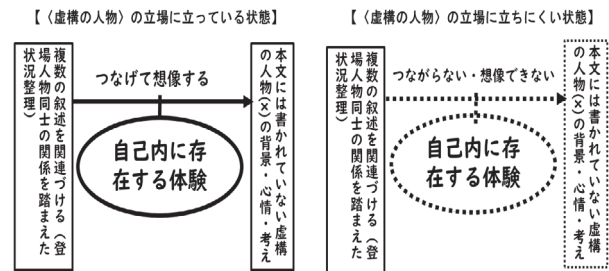 【〈虚構の人物〉の立場に立っている状態】
複数の叙述を関連づける（登
場人物同士の関係を踏まえた
状況整理）
つなげて想像する
自己内に存
在する体験
本文には書かれていない虚構
の人物(x)の背景・心情・考え
【〈虚構の人物〉の立場に立ちにくい状態】
複数の叙述を関連づける（登
場人物同士の関係を踏まえた
状況整理）
つながらない・想像できない
自己内に存
在する体験
本文には書かれていない虚構
の人物(x)の背景・心情・考え